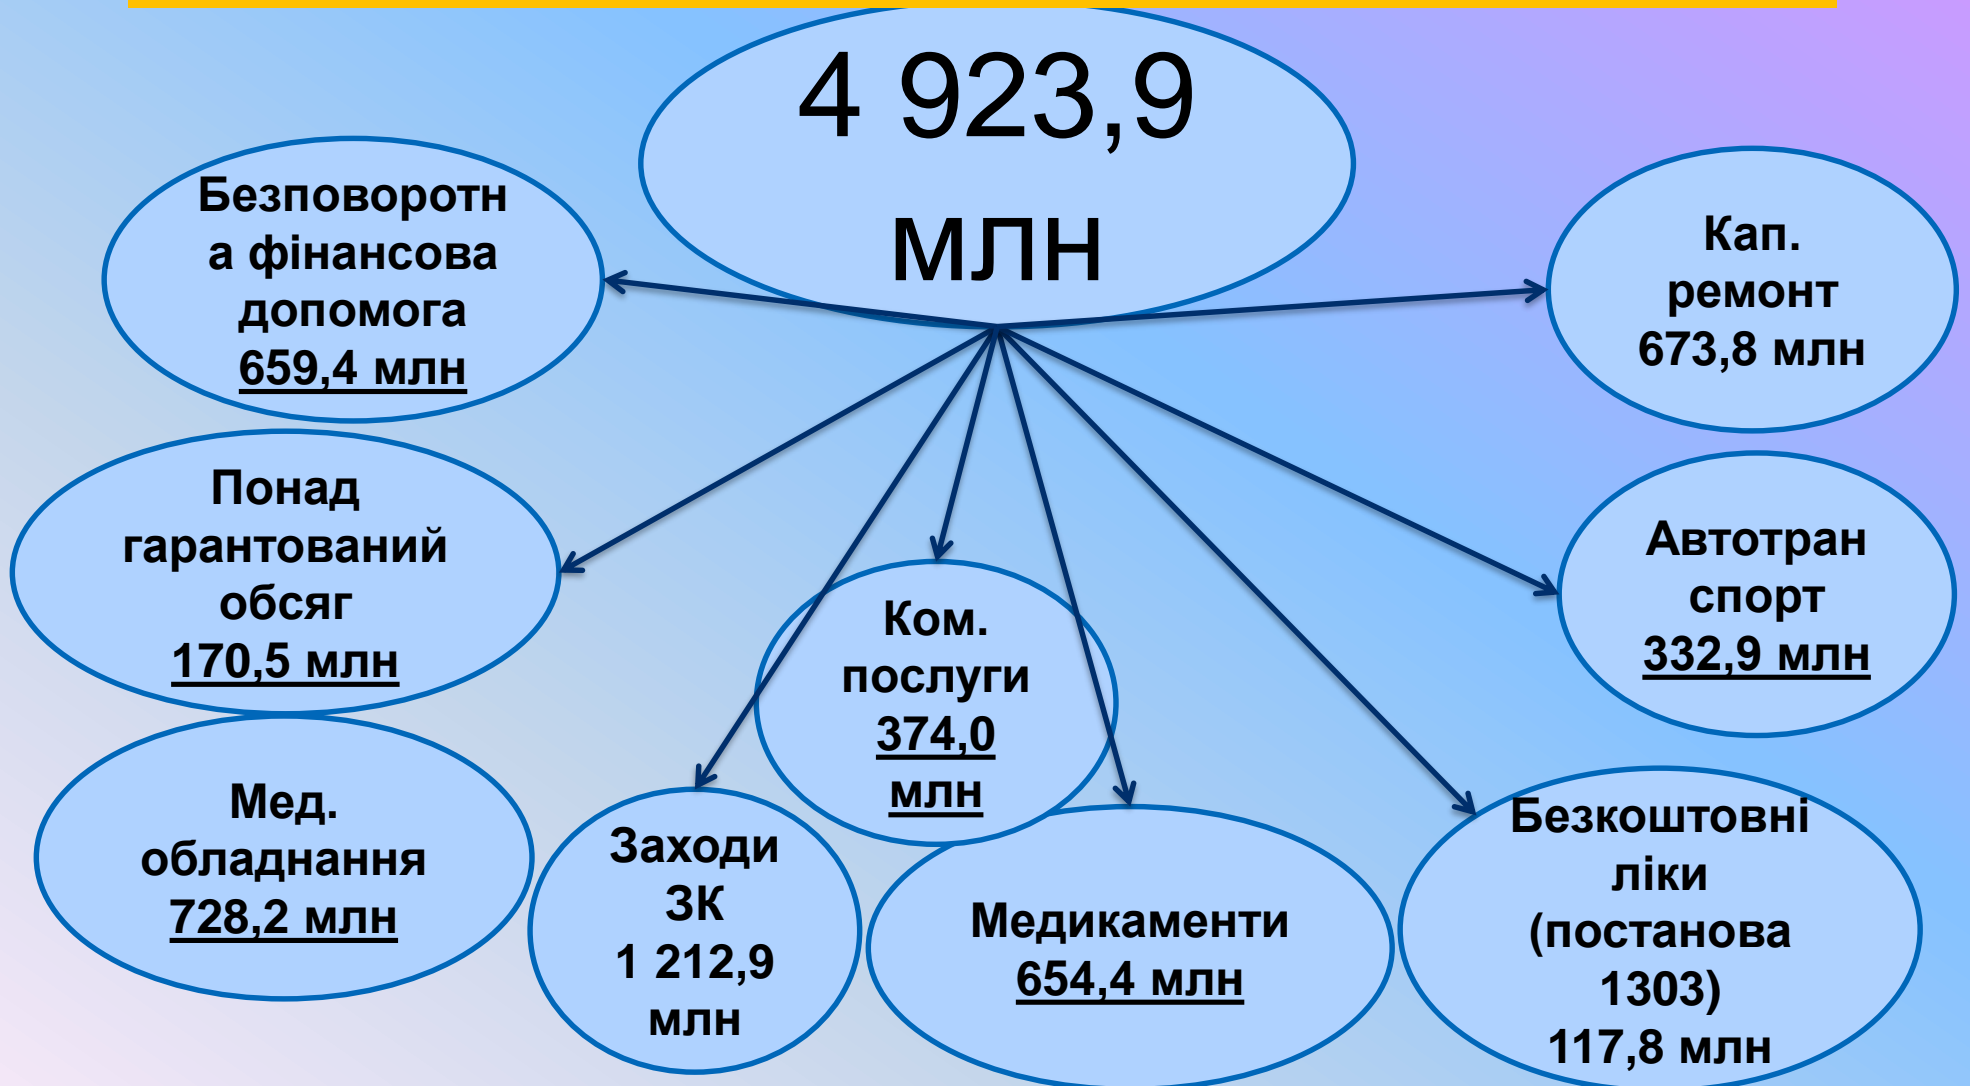 4 923,9
млн
Безповоротн
а фінансова
допомога
659,4 млн
Кап.
ремонт
673,8 млн
Понад
гарантований
обсяг
170,5 млн
Автотран
спорт
332,9 млн
Ком.
послуги
374,0
млн
Мед.
обладнання
728,2 млн
Заходи
ЗК
1 212,9
млн
Медикаменти
654,4 млн
Безкоштовні
ліки
(постанова
1303)
117,8 млн